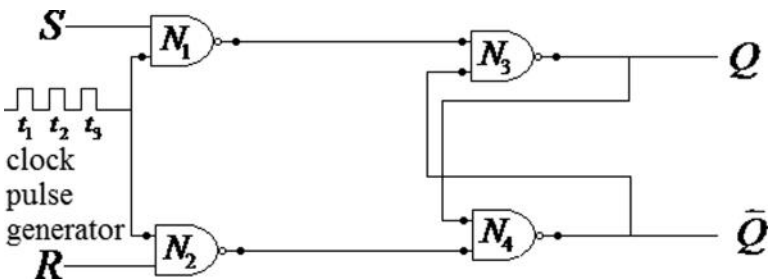 S
N₁
N₃
Q
t₁ t₂ t₃
clock
pulse
generator
N₂
N₄
Q̄
R